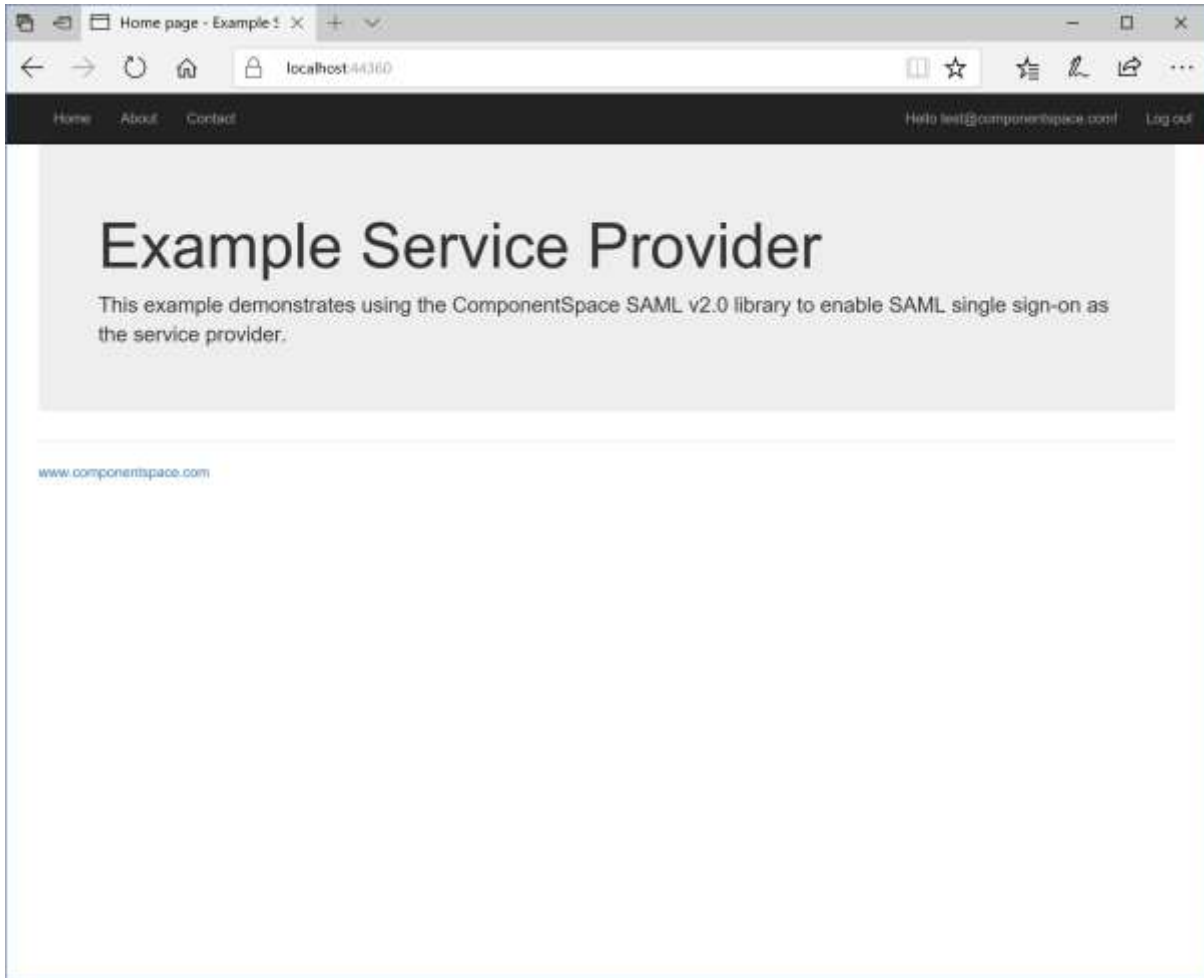 Home page - Example S
localhost:44360
Home About Contact Hello test@componentspace.com! Log out
Example Service Provider
This example demonstrates using the ComponentSpace SAML v2.0 library to enable SAML single sign-on as
the service provider.
www.componentspace.com